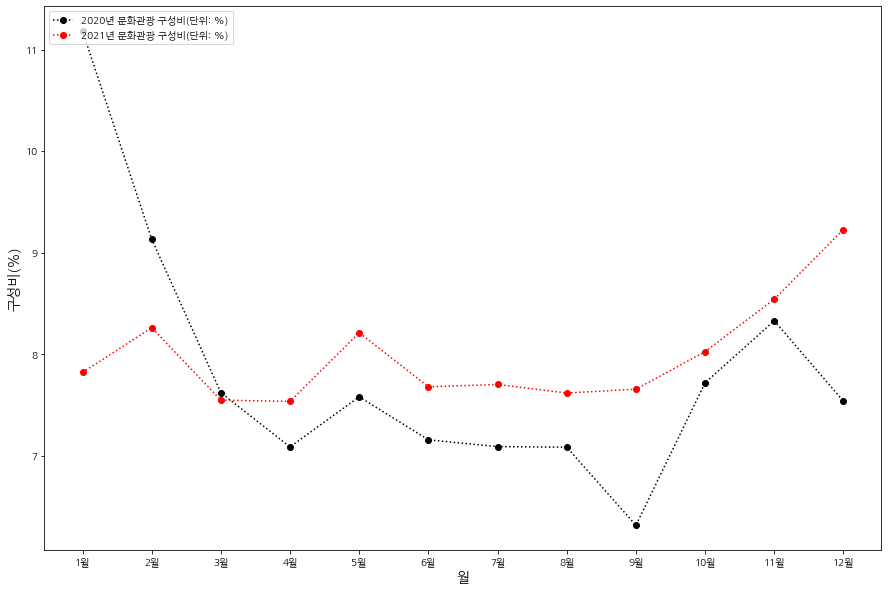 2020년 문화관광 구성비(단위: %)
2021년 문화관광 구성비(단위: %)
11
10
9
8
7
구성비(%)
1월 2월 3월 4월 5월 6월 7월 8월 9월 10월 11월 12월
월